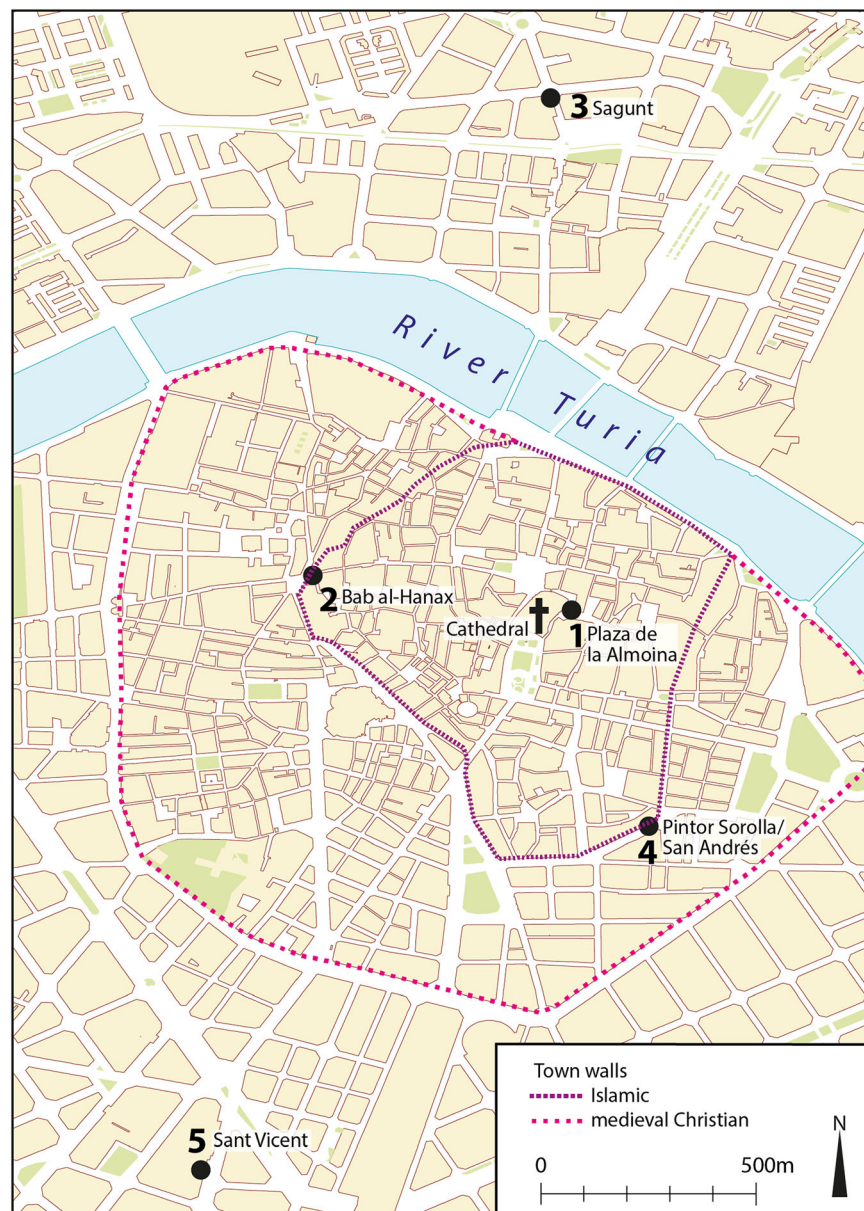 3 Sagunt
River
Turia
2 Bab al-Hanax
Cathedral
1 Plaza de
la Almoina
Pintor Sorolla/
4 San Andrés
5 Sant Vicent
Town walls
Islamic
medieval Christian
N
0 500m